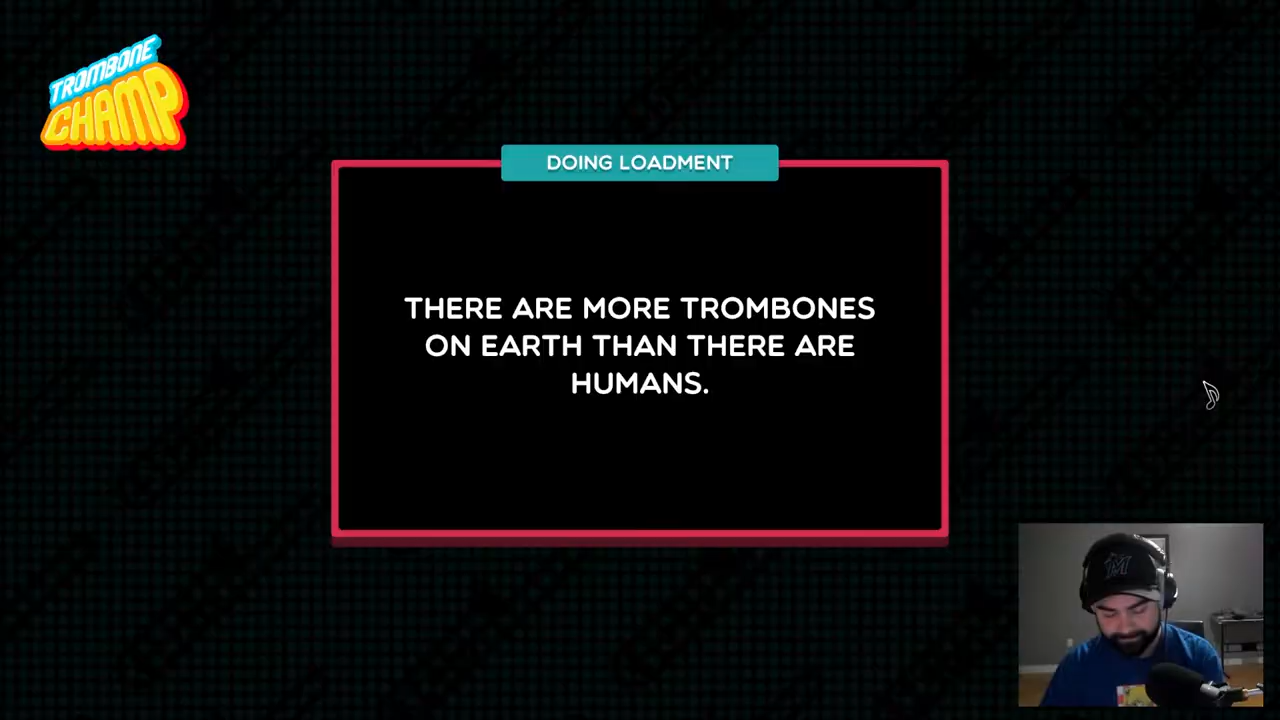 TROMBONE
CHAMP
DOING LOADMENT
THERE ARE MORE TROMBONES
ON EARTH THAN THERE ARE
HUMANS.
M